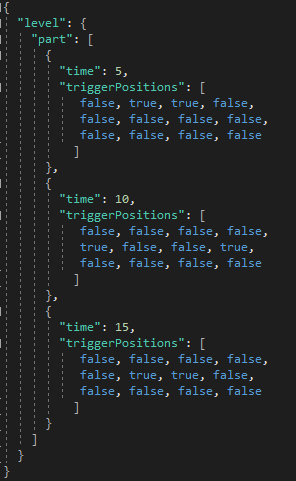 {
"level": {
"part": [
{
"time": 5,
"triggerPositions": [
false, true, true, false,
false, false, false, false,
false, false, false, false
]
},
{
"time": 10,
"triggerPositions": [
false, false, false, false,
true, false, false, true,
false, false, false, false
]
},
{
"time": 15,
"triggerPositions": [
false, false, false, false,
false, true, true, false,
false, false, false, false
]
}
]
}
}